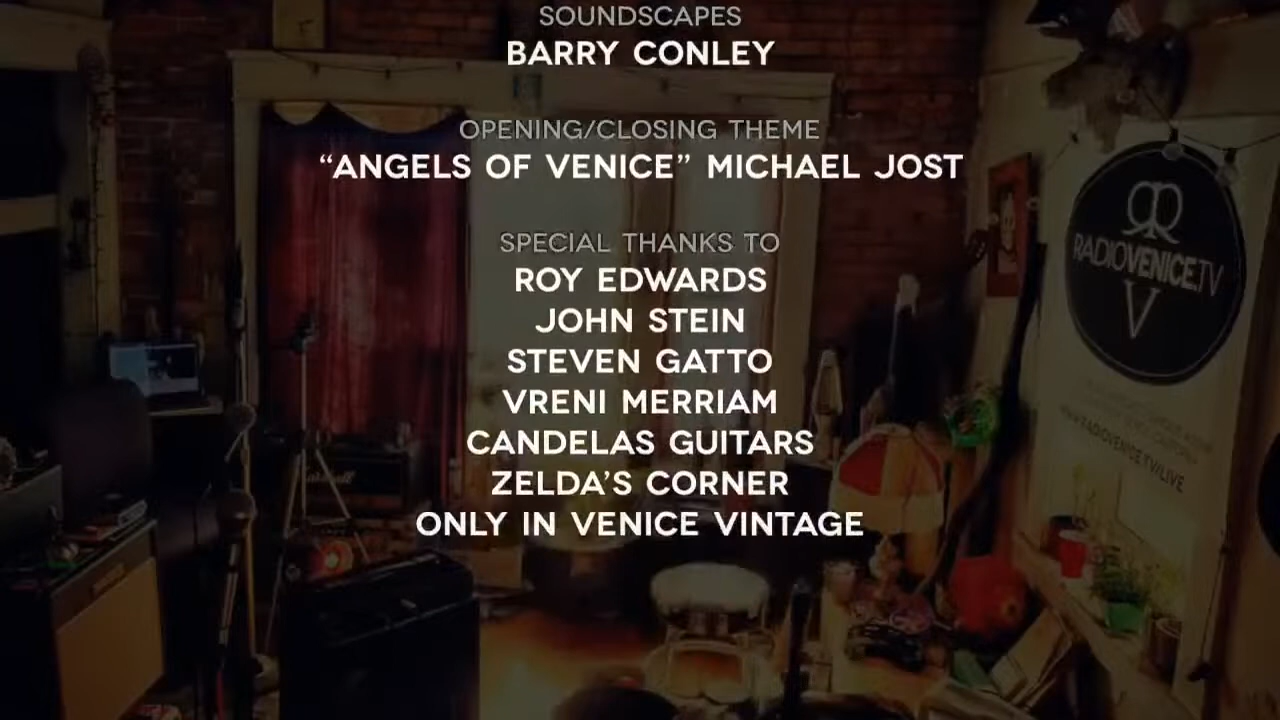 SOUNDSCAPES
BARRY CONLEY
OPENING/CLOSING THEME
“ANGELS OF VENICE” MICHAEL JOST
SPECIAL THANKS TO
ROY EDWARDS
JOHN STEIN
STEVEN GATTO
VRENI MERRIAM
CANDELAS GUITARS
ZELDA’S CORNER
ONLY IN VENICE VINTAGE
RADIOVENICE.TV
V
WWW.RADIOVENICE.TV/LIVE
Marshall